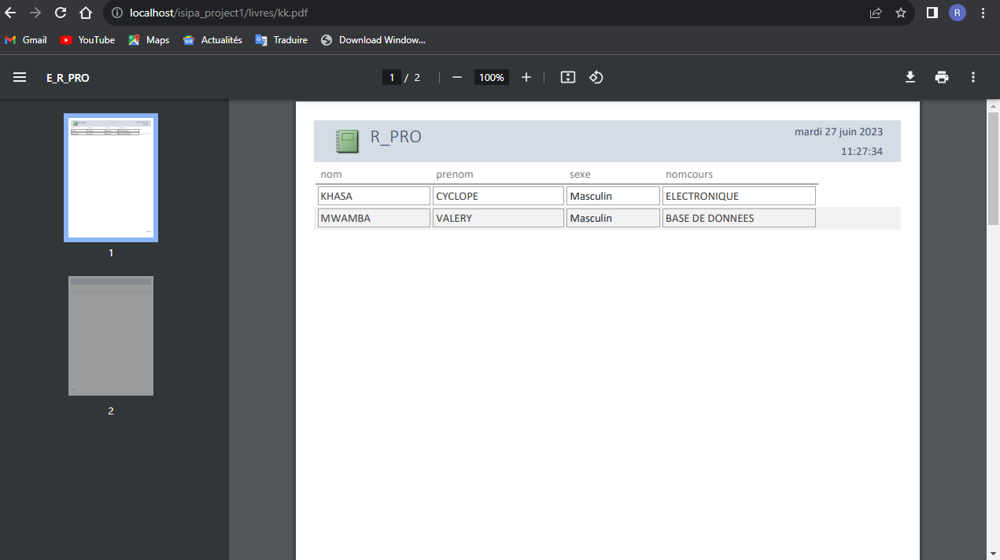 localhost/isipa_project1/livres/kk.pdf
R
Gmail YouTube Maps Actualités Traduire Download Window...
E_R_PRO 1 / 2 100%
R_PRO mardi 27 juin 2023
11:27:34
nom prenom sexe nomcours
KHASA CYCLOPE Masculin ELECTRONIQUE
MWAMBA VALERY Masculin BASE DE DONNEES
1
2